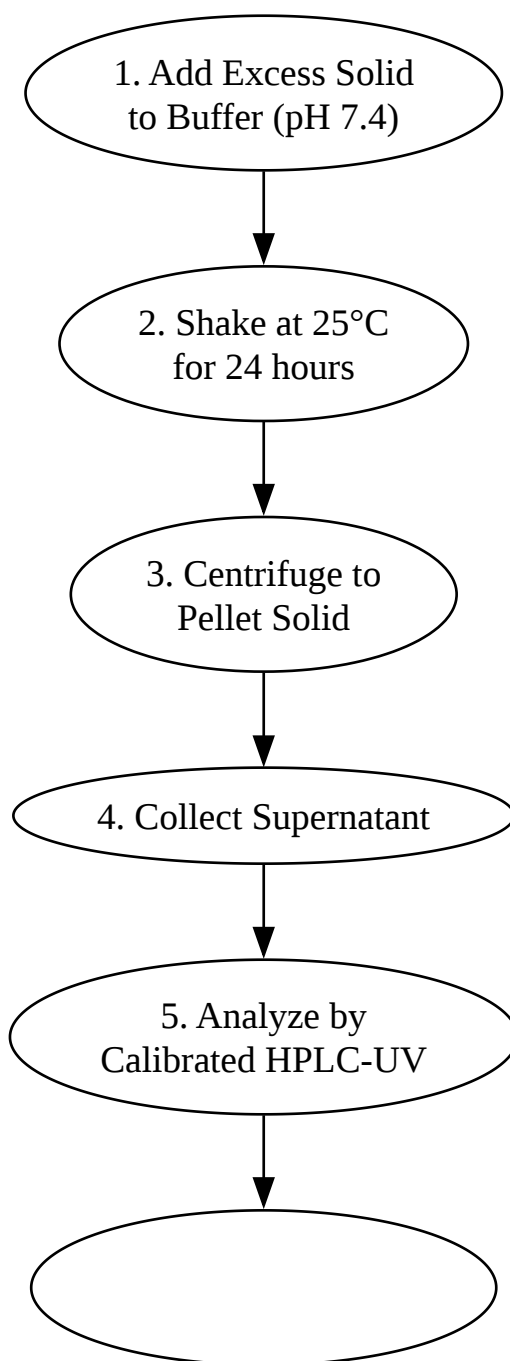 1. Add Excess Solid
to Buffer (pH 7.4)
2. Shake at 25°C
for 24 hours
3. Centrifuge to
Pellet Solid
4. Collect Supernatant
5. Analyze by
Calibrated HPLC-UV